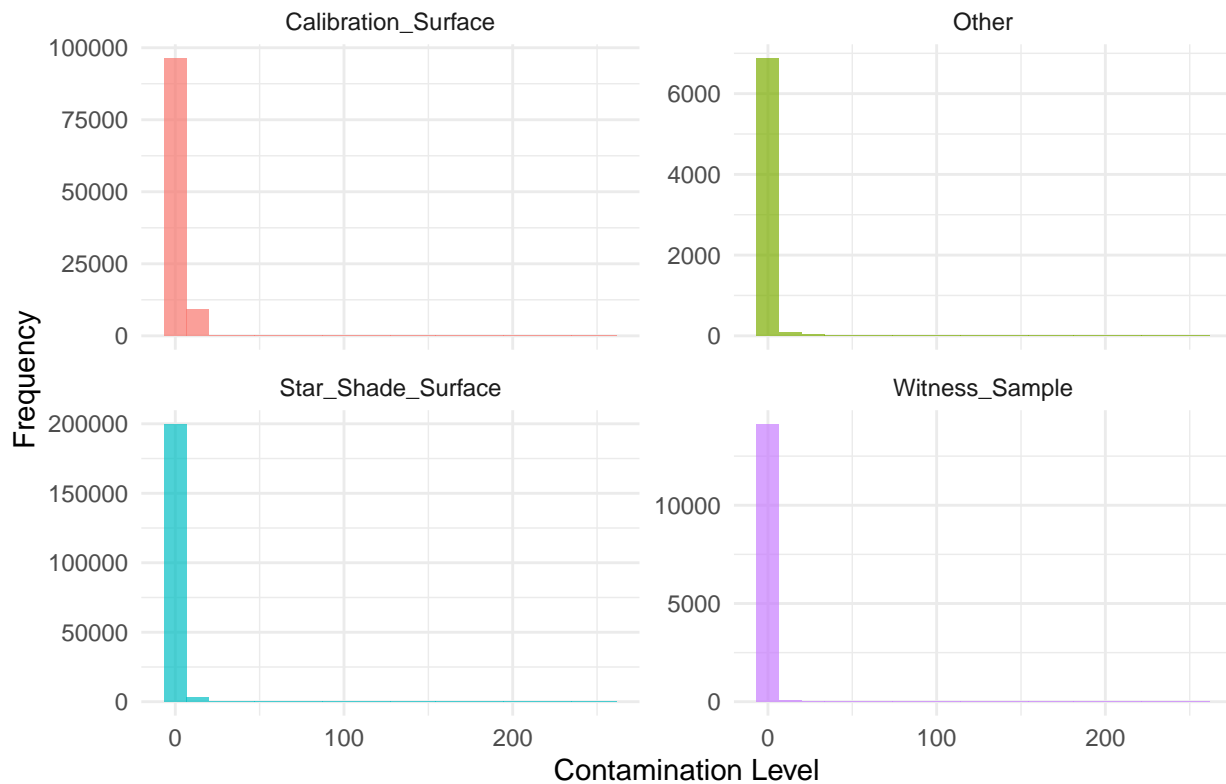 Calibration_Surface
Other
100000
75000
50000
25000
0
6000
4000
2000
0
Frequency
Star_Shade_Surface
Witness_Sample
200000
150000
100000
50000
0
10000
5000
0
0 100 200
0 100 200
Contamination Level